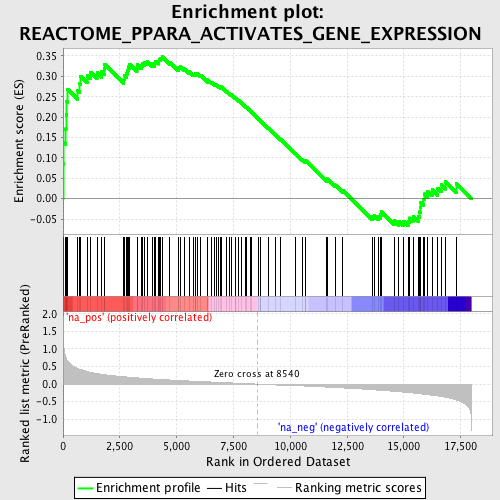 Enrichment plot:
REACTOME_PPARA_ACTIVATES_GENE_EXPRESSION
Enrichment score (ES)
0.35
0.30
0.25
0.20
0.15
0.10
0.05
0.00
-0.05
'na_pos' (positively correlated)
Ranked list metric (PreRanked)
2.0
1.5
1.0
0.5
0.0
-0.5
-1.0
Zero cross at 8540
'na_neg' (negatively correlated)
0 2,500 5,000 7,500 10,000 12,500 15,000 17,500
Rank in Ordered Dataset
Enrichment profile Hits Ranking metric scores